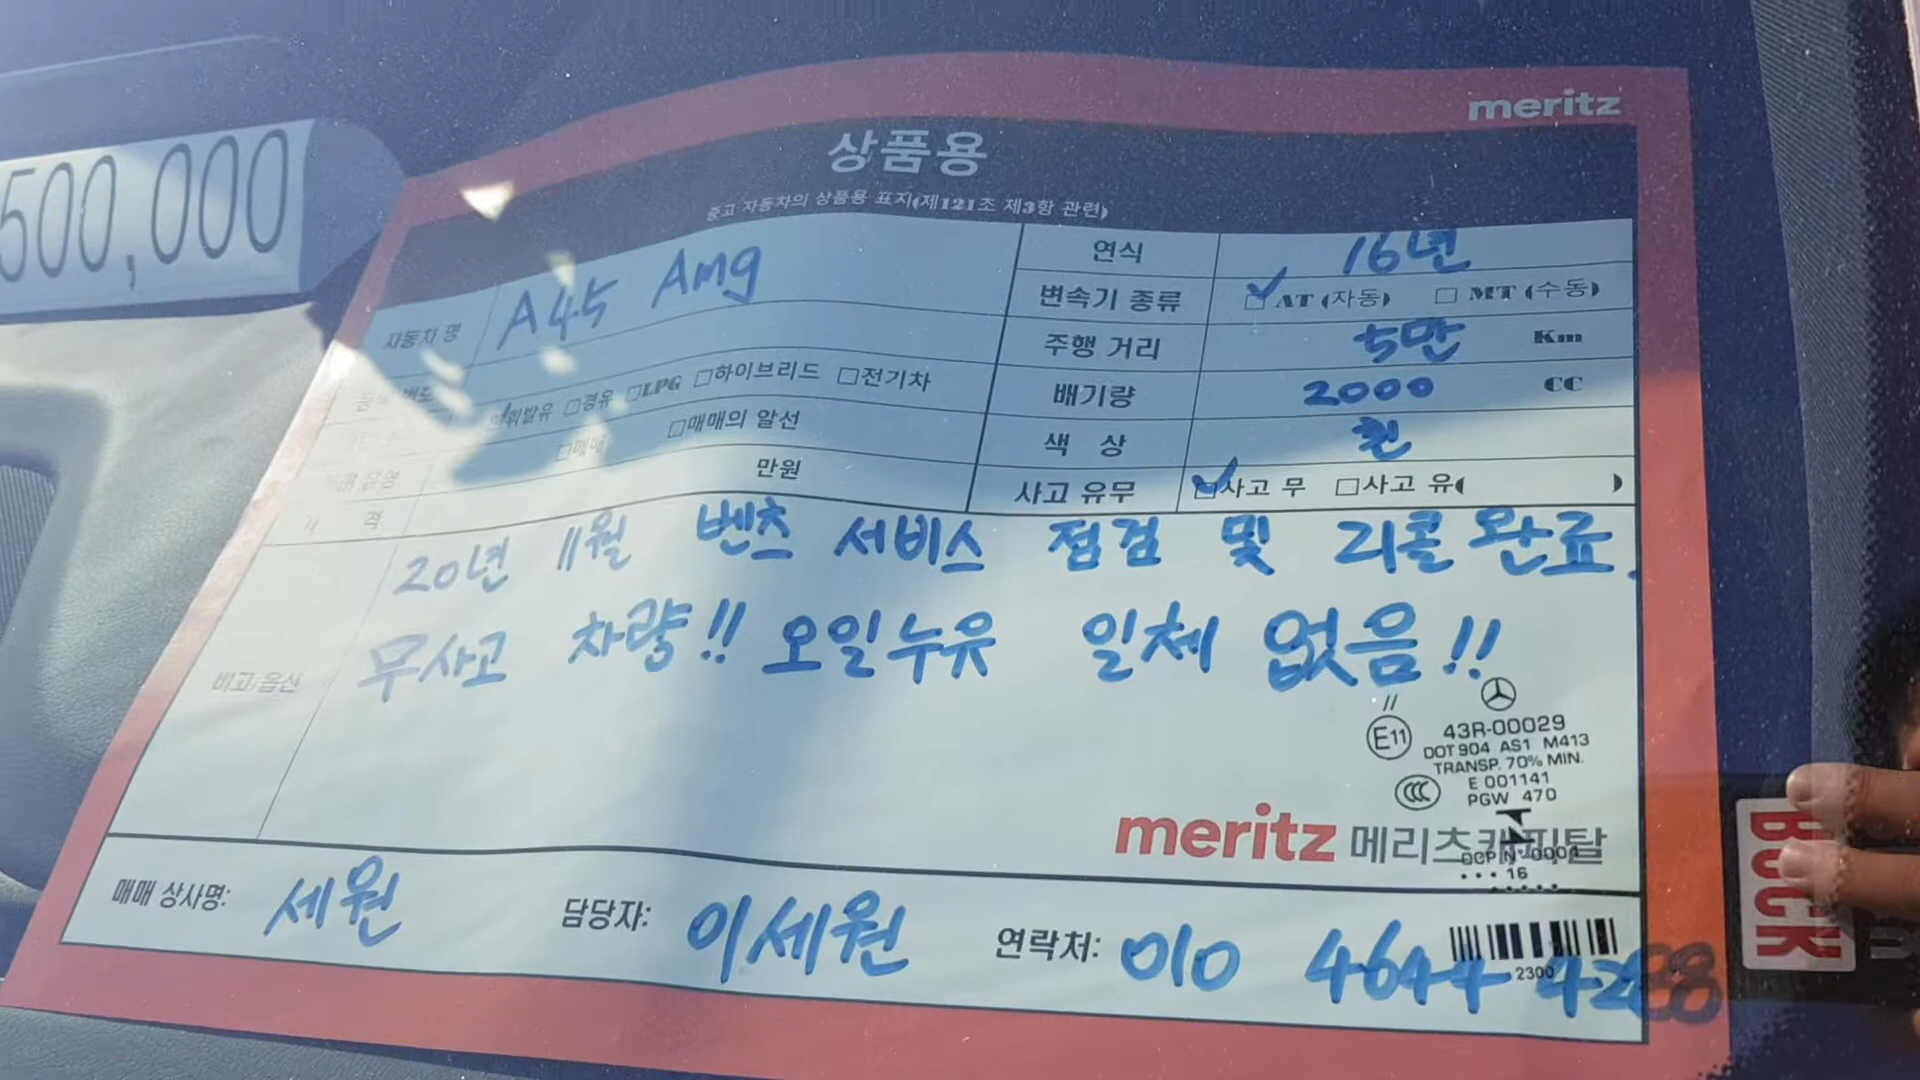 meritz
상품용
중고 자동차의 상품용 표지(제121조 제3항 관련)
500,000
자동차 명 A45 Amg
연식 16년
변속기 종류 AT (자동) MT (수동)
주행 거리 5만 Km
휘발유 경유 LPG 하이브리드 전기차
배기량 2000 CC
매매 매매의 알선
색 상 흰
만원
사고 유무 사고 무 사고 유( )
격
20년 11월 벤츠 서비스 점검 및 리콜 완료.
무사고 차량!! 오일누유 일체 없음!!
비고/옵션
//
E11 43R-00029
DOT 904 AS1 M413
TRANSP. 70% MIN.
CCC E 001141
PGW 470
meritz 메리츠캐피탈
16
매매 상사명: 세원 담당자: 이세원 연락처: 010 4644
2300